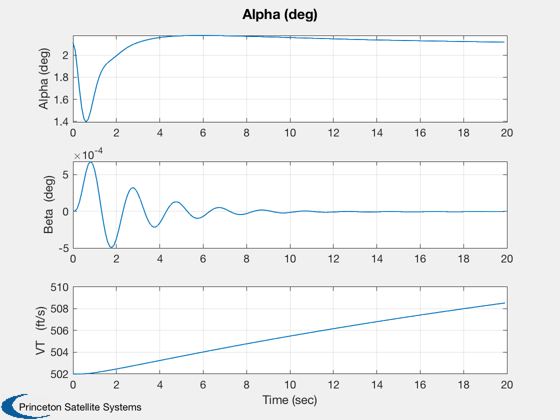 Alpha (deg)
Alpha (deg)
2
1.8
1.6
1.4
0 2 4 6 8 10 12 14 16 18 20
×10⁻⁴
Beta (deg)
5
0
-5
0 2 4 6 8 10 12 14 16 18 20
VT (ft/s)
510
508
506
504
502
0 2 4 6 8 10 12 14 16 18 20
Time (sec)
Princeton Satellite Systems